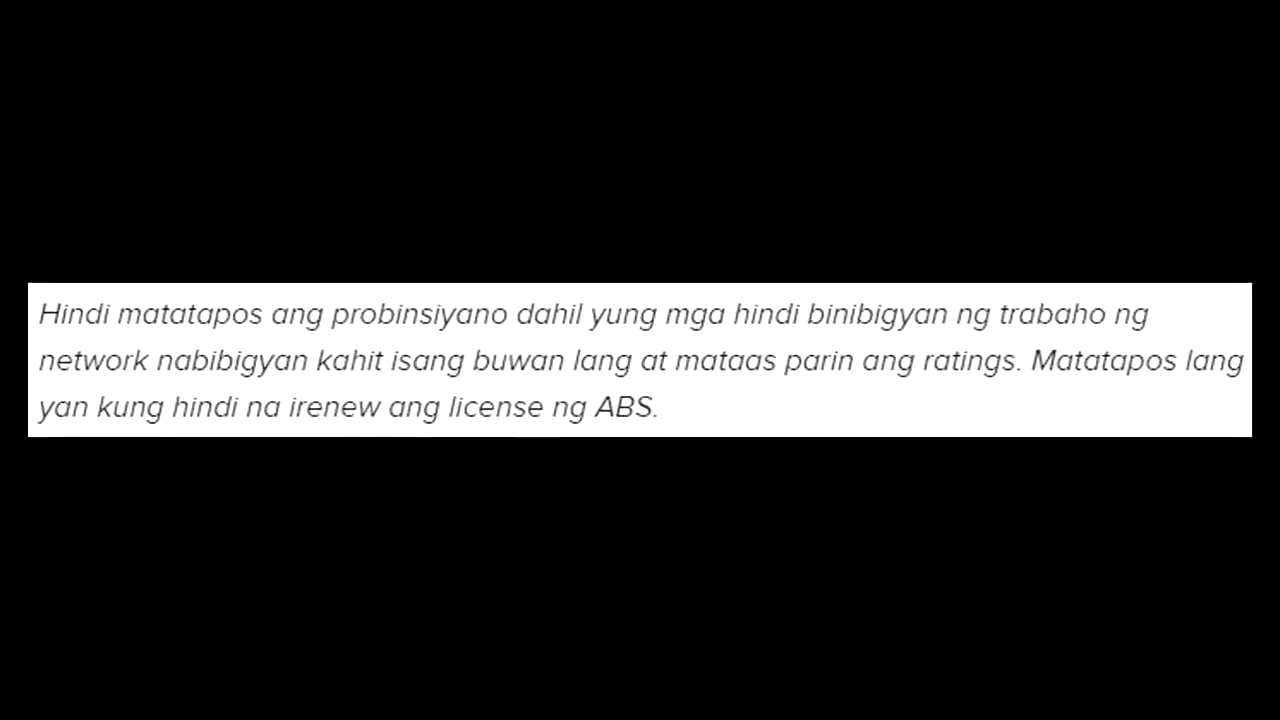 Hindi matatapos ang probinsiyano dahil yung mga hindi binibigyan ng trabaho ng
network nabibigyan kahit isang buwan lang at mataas parin ang ratings. Matatapos lang
yan kung hindi na irenew ang license ng ABS.